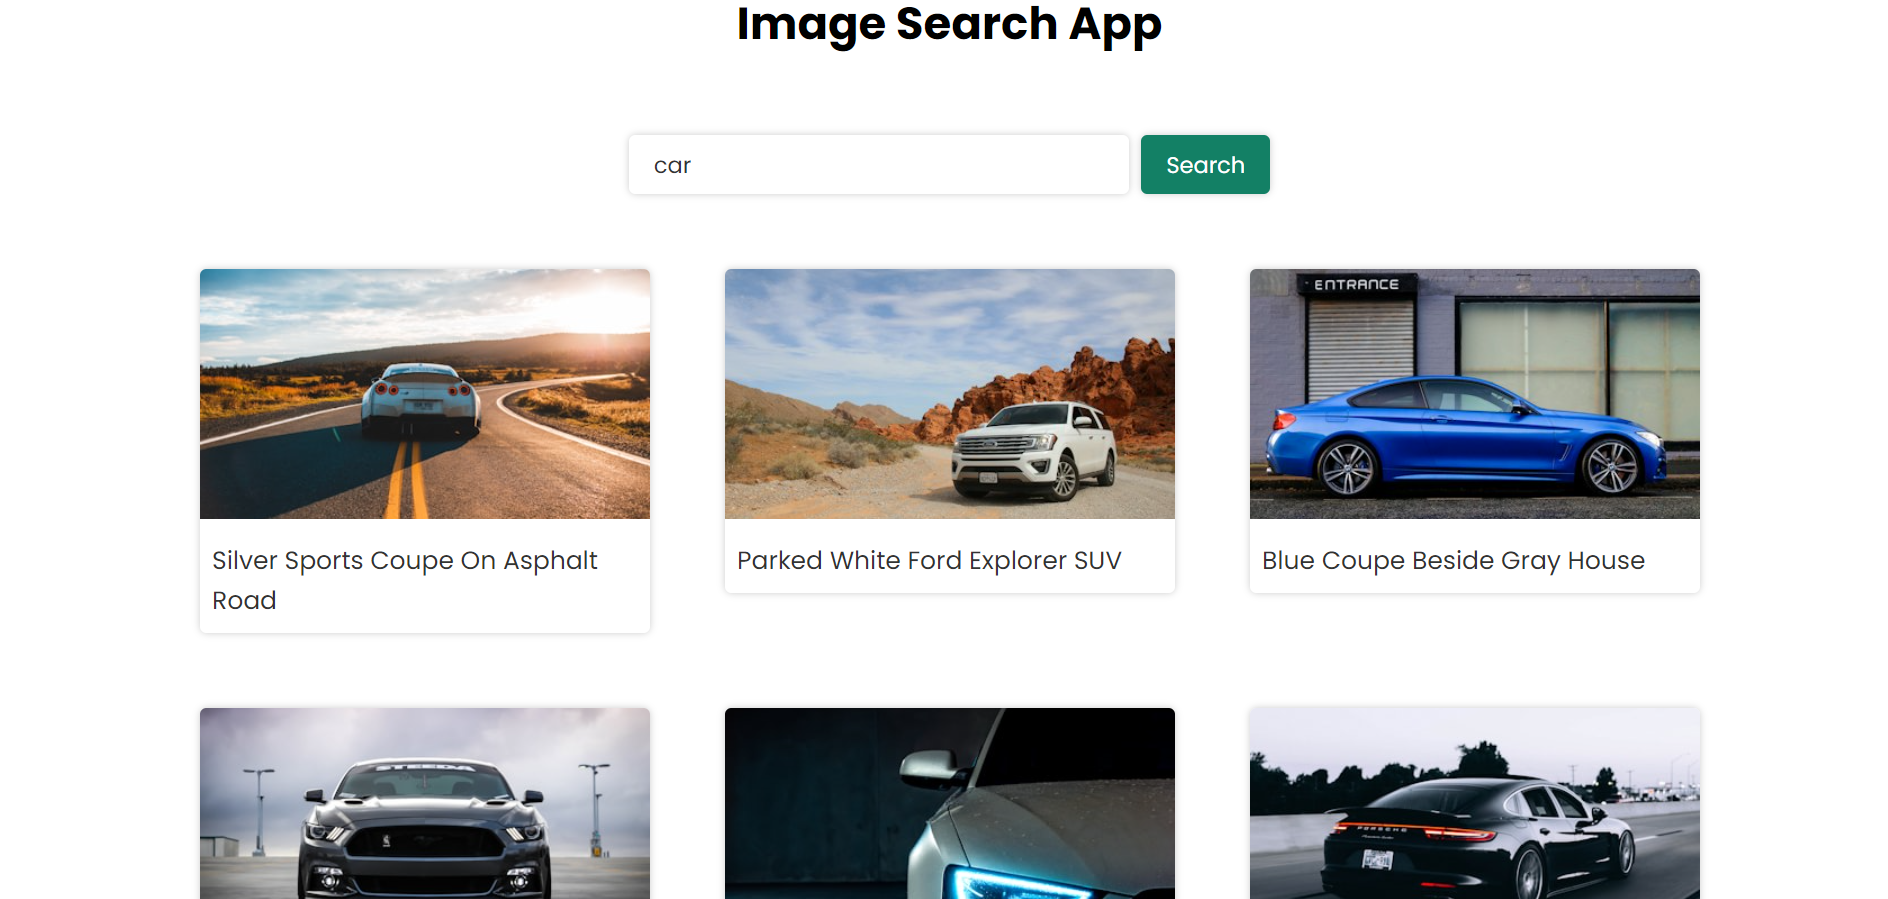 Image Search App
car
Search
ENTRANCE
Silver Sports Coupe On Asphalt
Road
Parked White Ford Explorer SUV
Blue Coupe Beside Gray House
STEEDA
PORSCHE